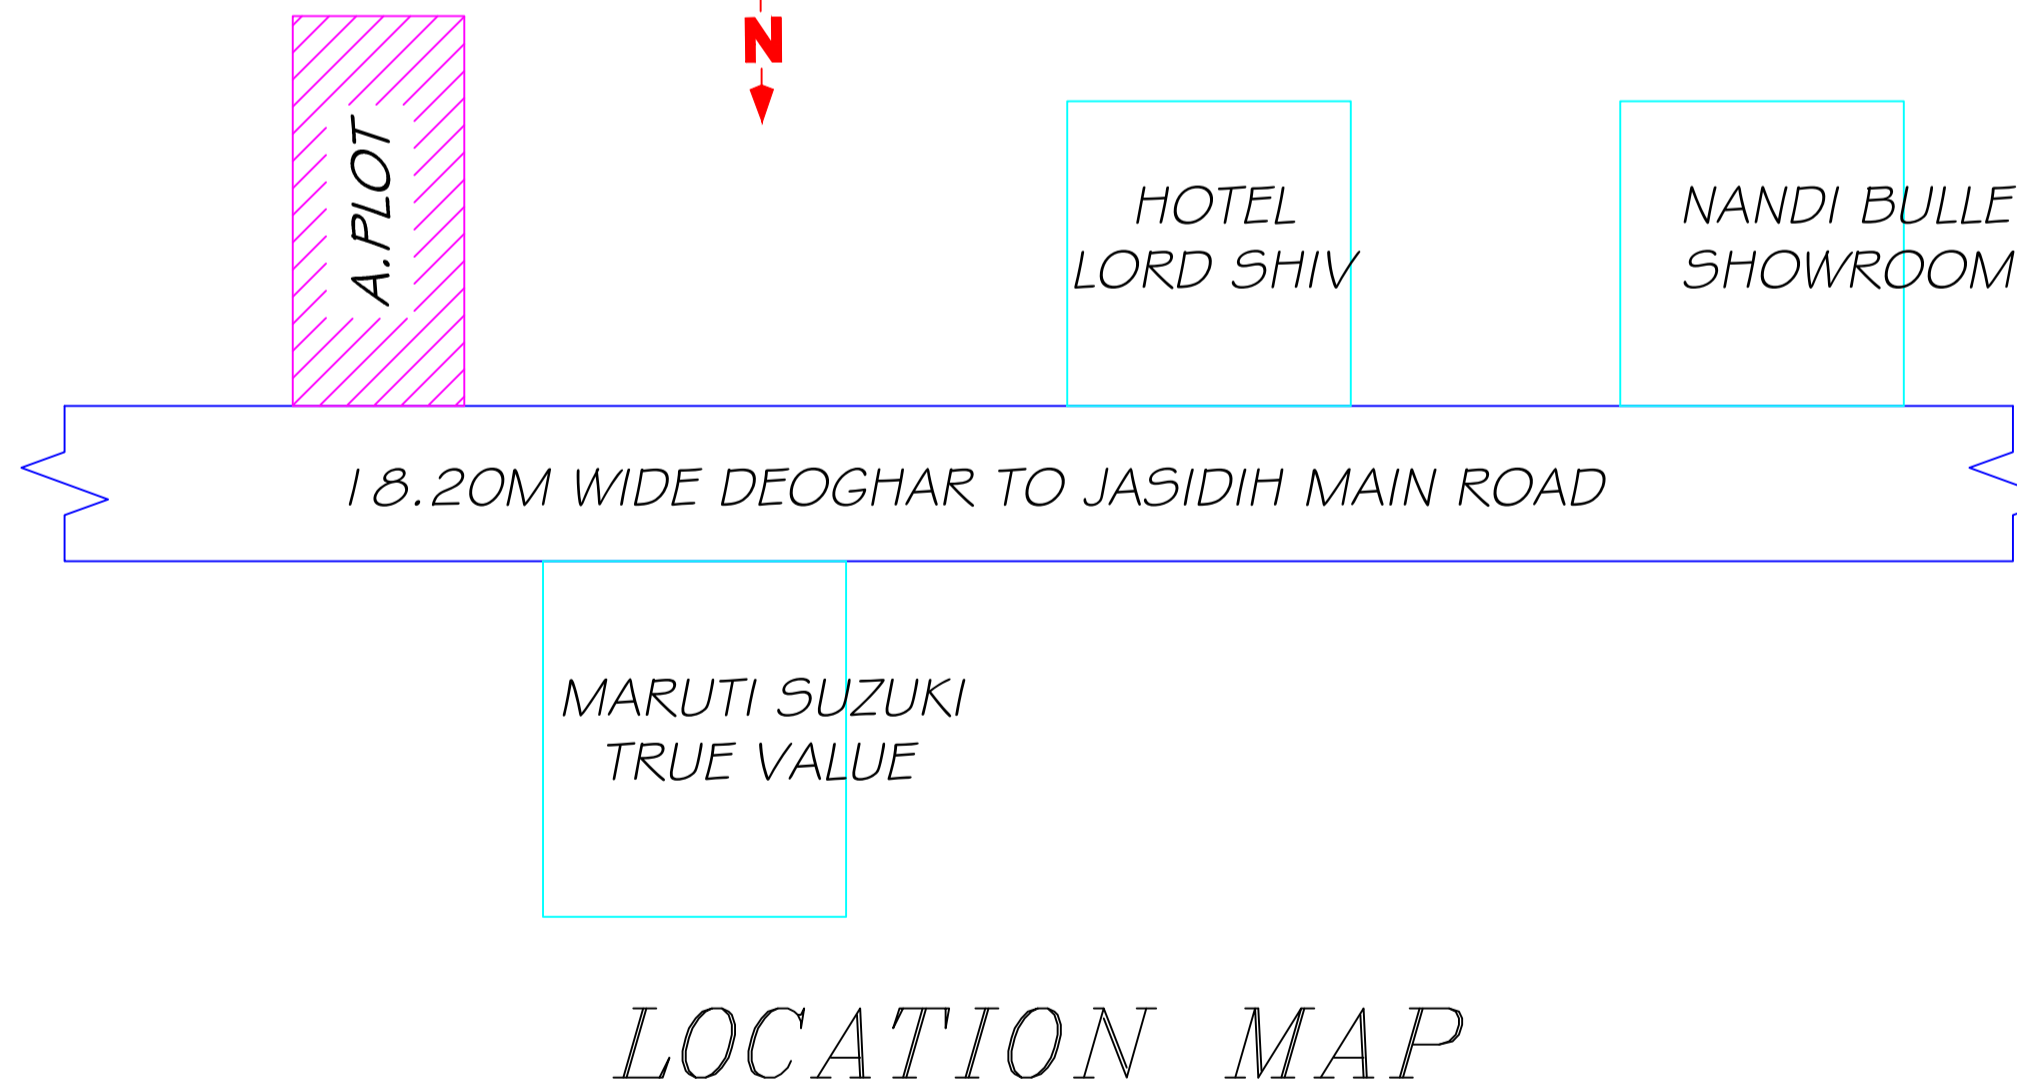 N
A.PLOT
HOTEL
LORD SHIV
NANDI BULLE
SHOWROOM
18.20M WIDE DEOGHAR TO JASIDIH MAIN ROAD
MARUTI SUZUKI
TRUE VALUE
LOCATION MAP